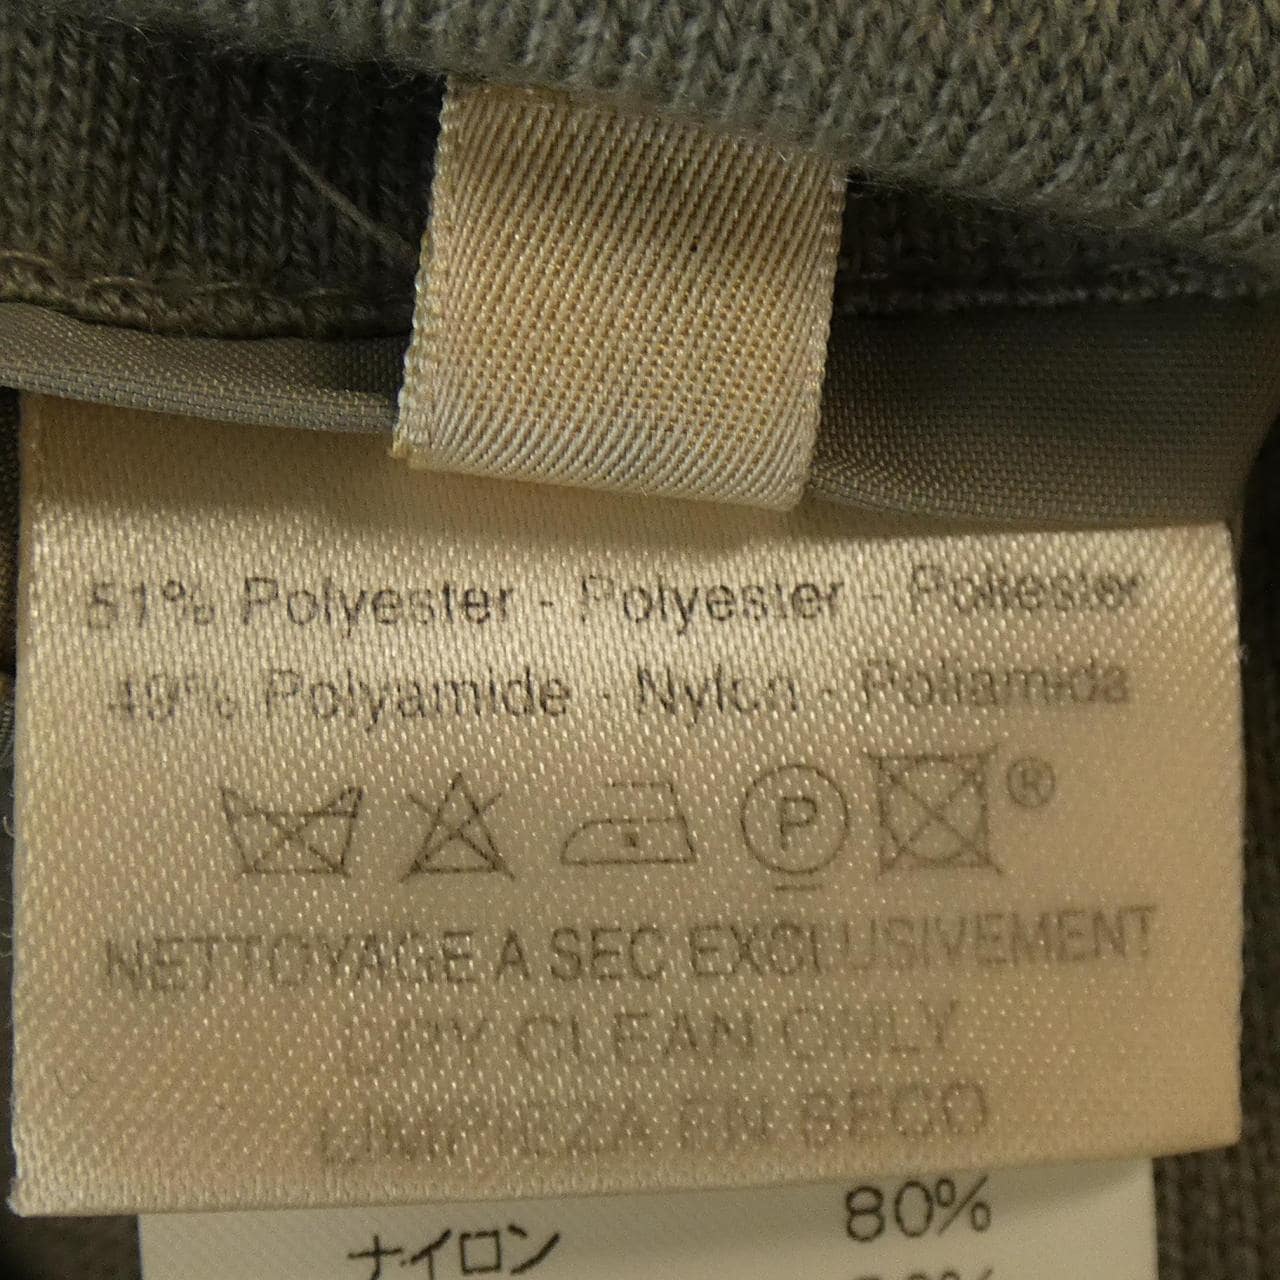 51% Polyester - Polyester - Poliester
49% Polyamide - Nylon - Poliamida
P ®
NETTOYAGE A SEC EXCLUSIVEMENT
DRY CLEAN ONLY
LIMPIEZA EN SECO
80%
ナイロン